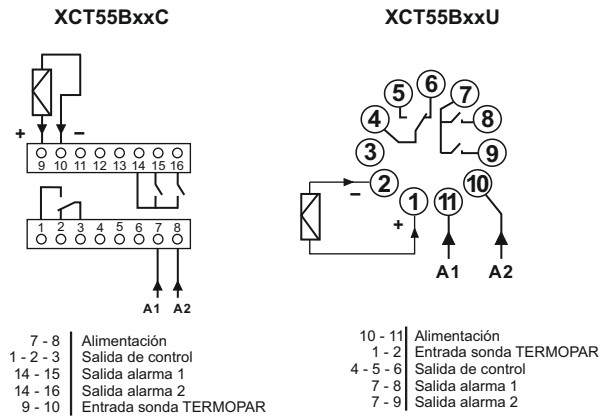 XCT55BxxC
+ −
9 10 11 12 13 14 15 16
1 2 3 4 5 6 7 8
A1 A2
7 - 8 Alimentación
1 - 2 - 3 Salida de control
14 - 15 Salida alarma 1
14 - 16 Salida alarma 2
9 - 10 Entrada sonda TERMOPAR
XCT55BxxU
5 6 7
4 8
3 9
2 1 11 10
− +
A1 A2
10 - 11 Alimentación
1 - 2 Entrada sonda TERMOPAR
4 - 5 - 6 Salida de control
7 - 8 Salida alarma 1
7 - 9 Salida alarma 2